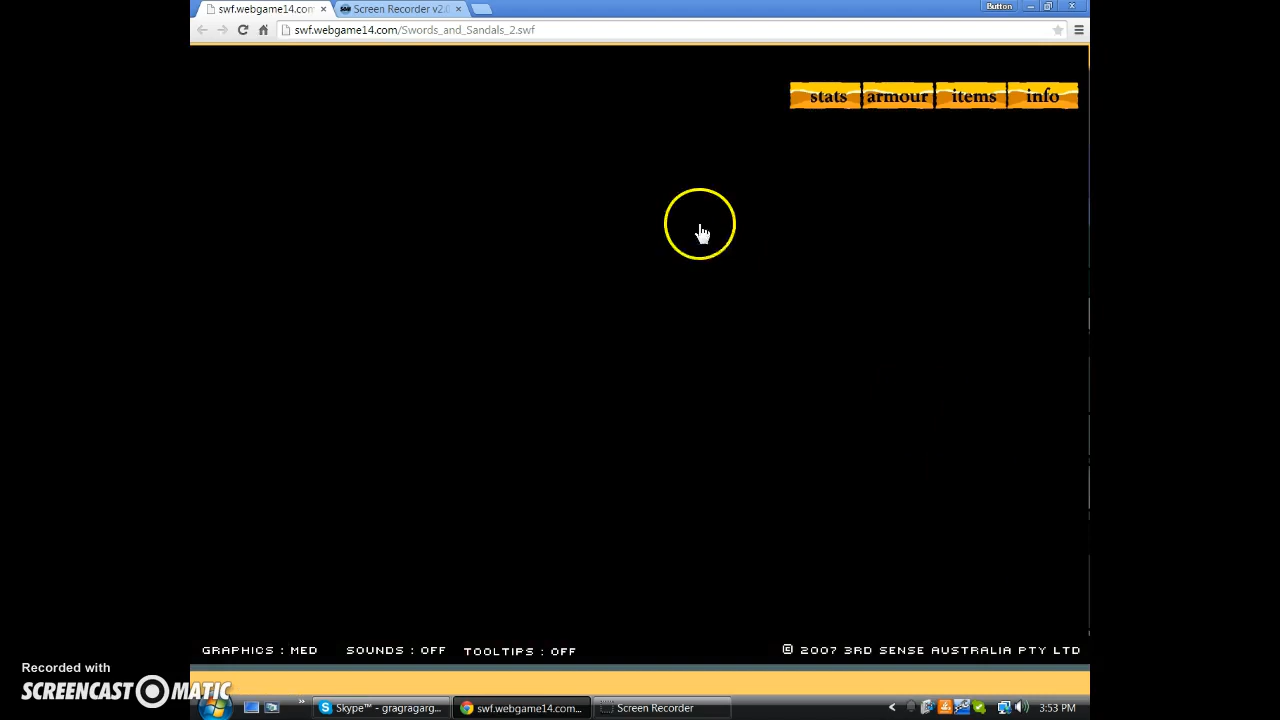 swf.webgame14.com
Screen Recorder v2.
Button
swf.webgame14.com/Swords_and_Sandals_2.swf
stats armour items info
GRAPHICS : MED SOUNDS : OFF TOOLTIPS : OFF © 2007 3RD SENSE AUSTRALIA PTY LTD
Recorded with
SCREENCAST O MATIC
Skype™ - gragragarg... swf.webgame14.com... Screen Recorder 3:53 PM